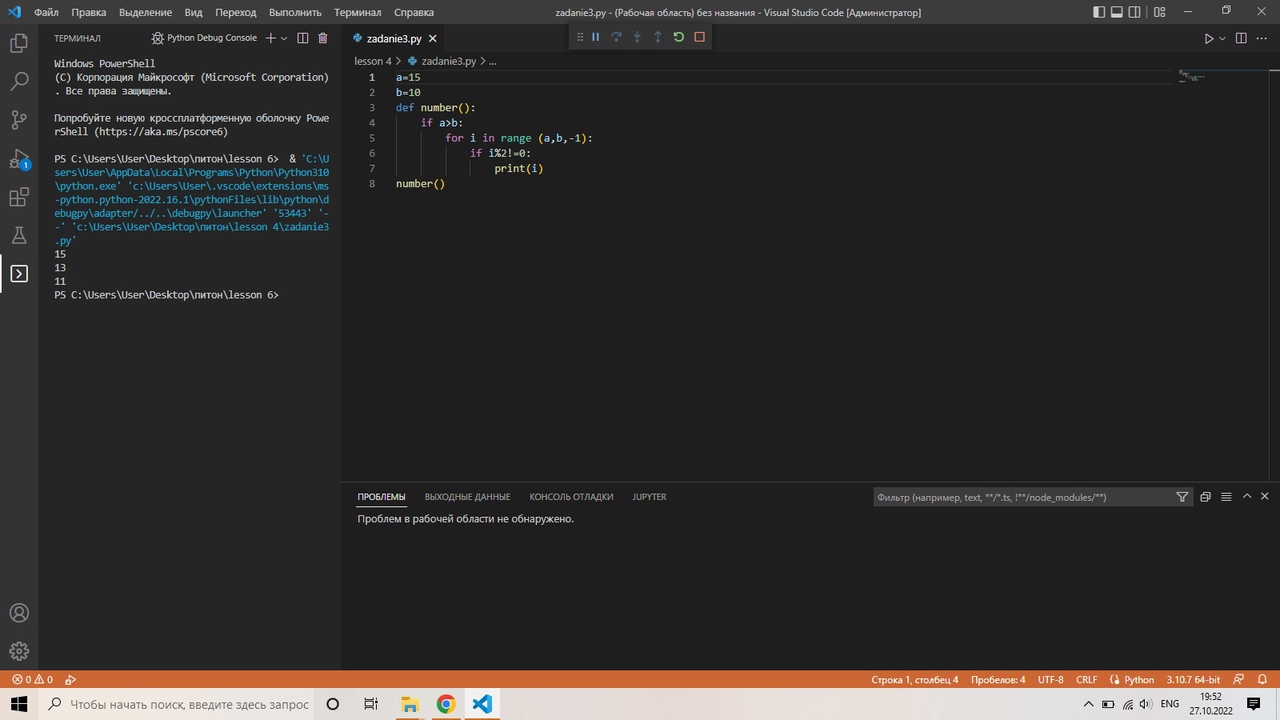 Файл Правка Выделение Вид Переход Выполнить Терминал Справка
zadanie3.py - (Рабочая область) без названия - Visual Studio Code [Администратор]
ТЕРМИНАЛ
Python Debug Console
Windows PowerShell
(C) Корпорация Майкрософт (Microsoft Corporation)
. Все права защищены.
Попробуйте новую кроссплатформенную оболочку Powe
rShell (https://aka.ms/pscore6)
PS C:\Users\User\Desktop\питон\lesson 6>  & 'C:\U
sers\User\AppData\Local\Programs\Python\Python310
\python.exe' 'c:\Users\User\.vscode\extensions\ms
-python.python-2022.16.1\pythonFiles\lib\python\d
ebugpy\adapter/../..\debugpy\launcher' '53443' '-
-' 'c:\Users\User\Desktop\питон\lesson 4\zadanie3
.py'
15
13
11
PS C:\Users\User\Desktop\питон\lesson 6>
1
zadanie3.py
lesson 4 > zadanie3.py > ...
1 a=15
2 b=10
3 def number():
4 if a>b:
5 for i in range (a,b,-1):
6 if i%2!=0:
7 print(i)
8 number()
ПРОБЛЕМЫ ВЫХОДНЫЕ ДАННЫЕ КОНСОЛЬ ОТЛАДКИ JUPYTER
Фильтр (например, text, **/*.ts, !**/node_modules/**)
Проблем в рабочей области не обнаружено.
0 0
Строка 1, столбец 4 Пробелов: 4 UTF-8 CRLF Python 3.10.7 64-bit
Чтобы начать поиск, введите здесь запрос
ENG
19:52
27.10.2022